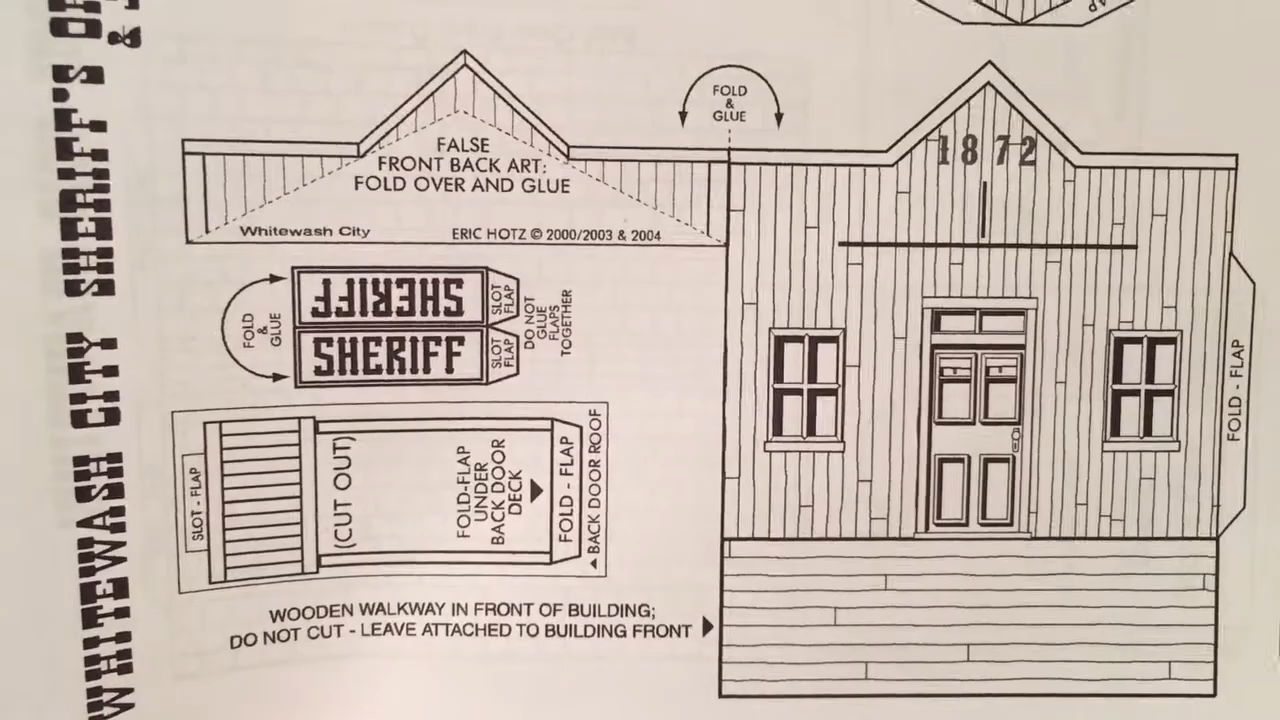 WHITEWASH CITY SHERIFF'S
&
FLAP
FOLD
&
GLUE
FALSE
FRONT BACK ART:
FOLD OVER AND GLUE
Whitewash City
ERIC HOTZ © 2000/2003 & 2004
1872
FOLD
&
GLUE
SHERIFF
SLOT
FLAP
SHERIFF
SLOT
FLAP
DO NOT
GLUE
FLAPS
TOGETHER
SLOT - FLAP
(CUT OUT)
FOLD-FLAP
UNDER
BACK DOOR
DECK
FOLD - FLAP
BACK DOOR ROOF
FOLD - FLAP
WOODEN WALKWAY IN FRONT OF BUILDING;
DO NOT CUT - LEAVE ATTACHED TO BUILDING FRONT